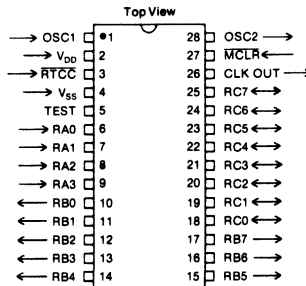 Top View
OSC1 1 28 OSC2
VDD 2 27 MCLR
RTCC 3 26 CLK OUT
VSS 4 25 RC7
TEST 5 24 RC6
RA0 6 23 RC5
RA1 7 22 RC4
RA2 8 21 RC3
RA3 9 20 RC2
RB0 10 19 RC1
RB1 11 18 RC0
RB2 12 17 RB7
RB3 13 16 RB6
RB4 14 15 RB5